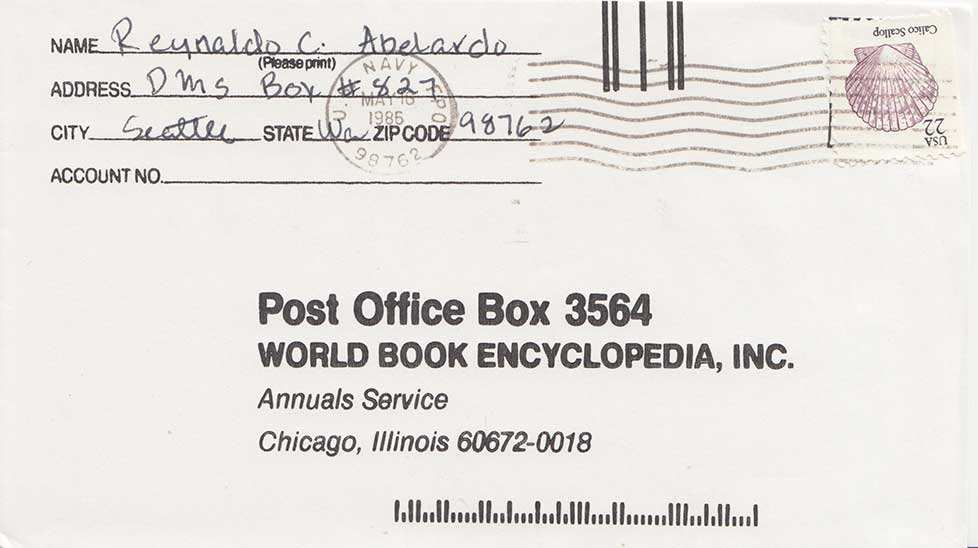 NAME Reynaldo C. Abelardo
(Please print)
ADDRESS DMS Box # 827
CITY Seattle STATE Wa ZIP CODE 98762
ACCOUNT NO.
U.S. NAVY
MAY 16
1986
98762
Calico Scallop
USA
22
Post Office Box 3564
WORLD BOOK ENCYCLOPEDIA, INC.
Annuals Service
Chicago, Illinois 60672-0018